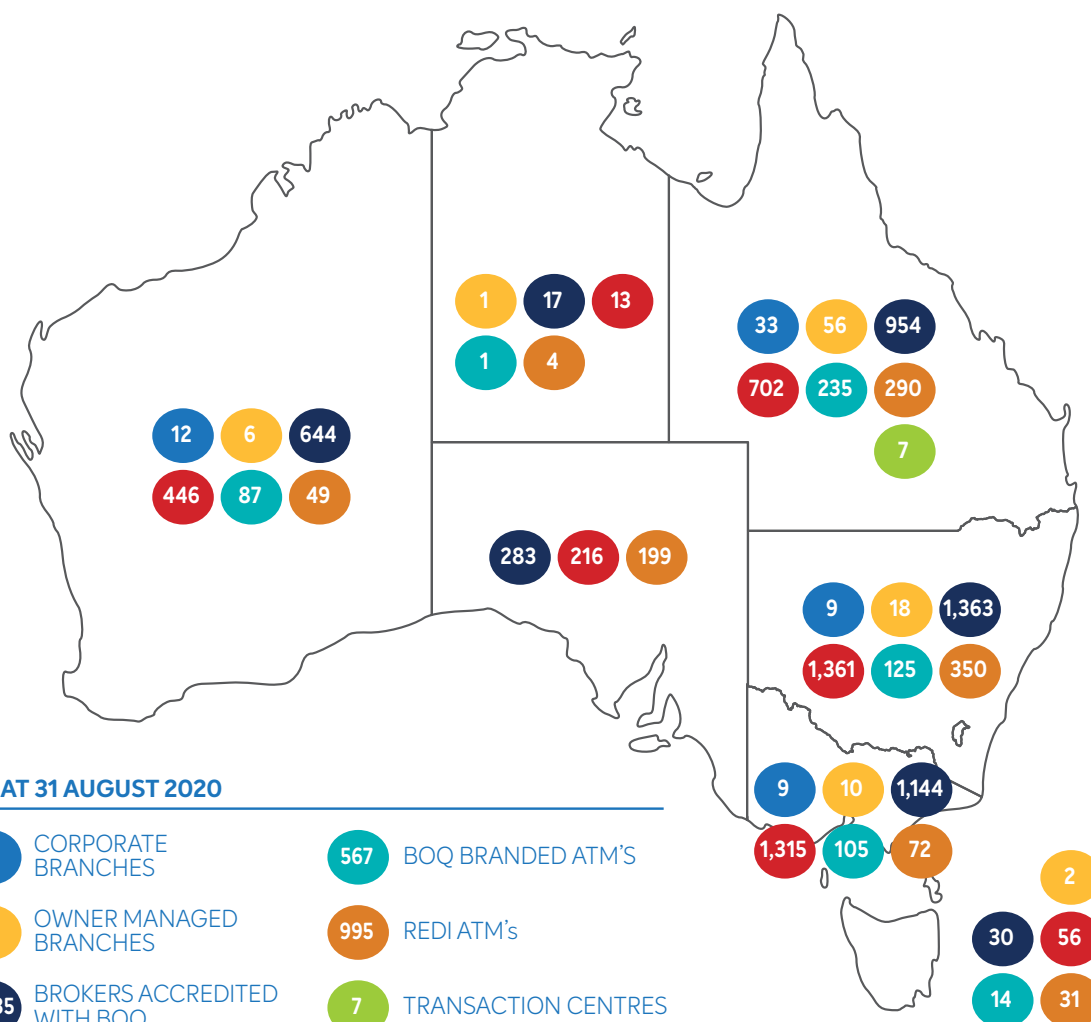 1 17 13
1 4
33 56 954
702 235 290
7
12 6 644
446 87 49
283 216 199
9 18 1,363
1,361 125 350
9 10 1,144
1,315 105 72
2
30 56
14 31
AT 31 AUGUST 2020
CORPORATE
BRANCHES
567 BOQ BRANDED ATM'S
OWNER MANAGED
BRANCHES
995 REDI ATM's
35 BROKERS ACCREDITED
WITH BOQ
7 TRANSACTION CENTRES